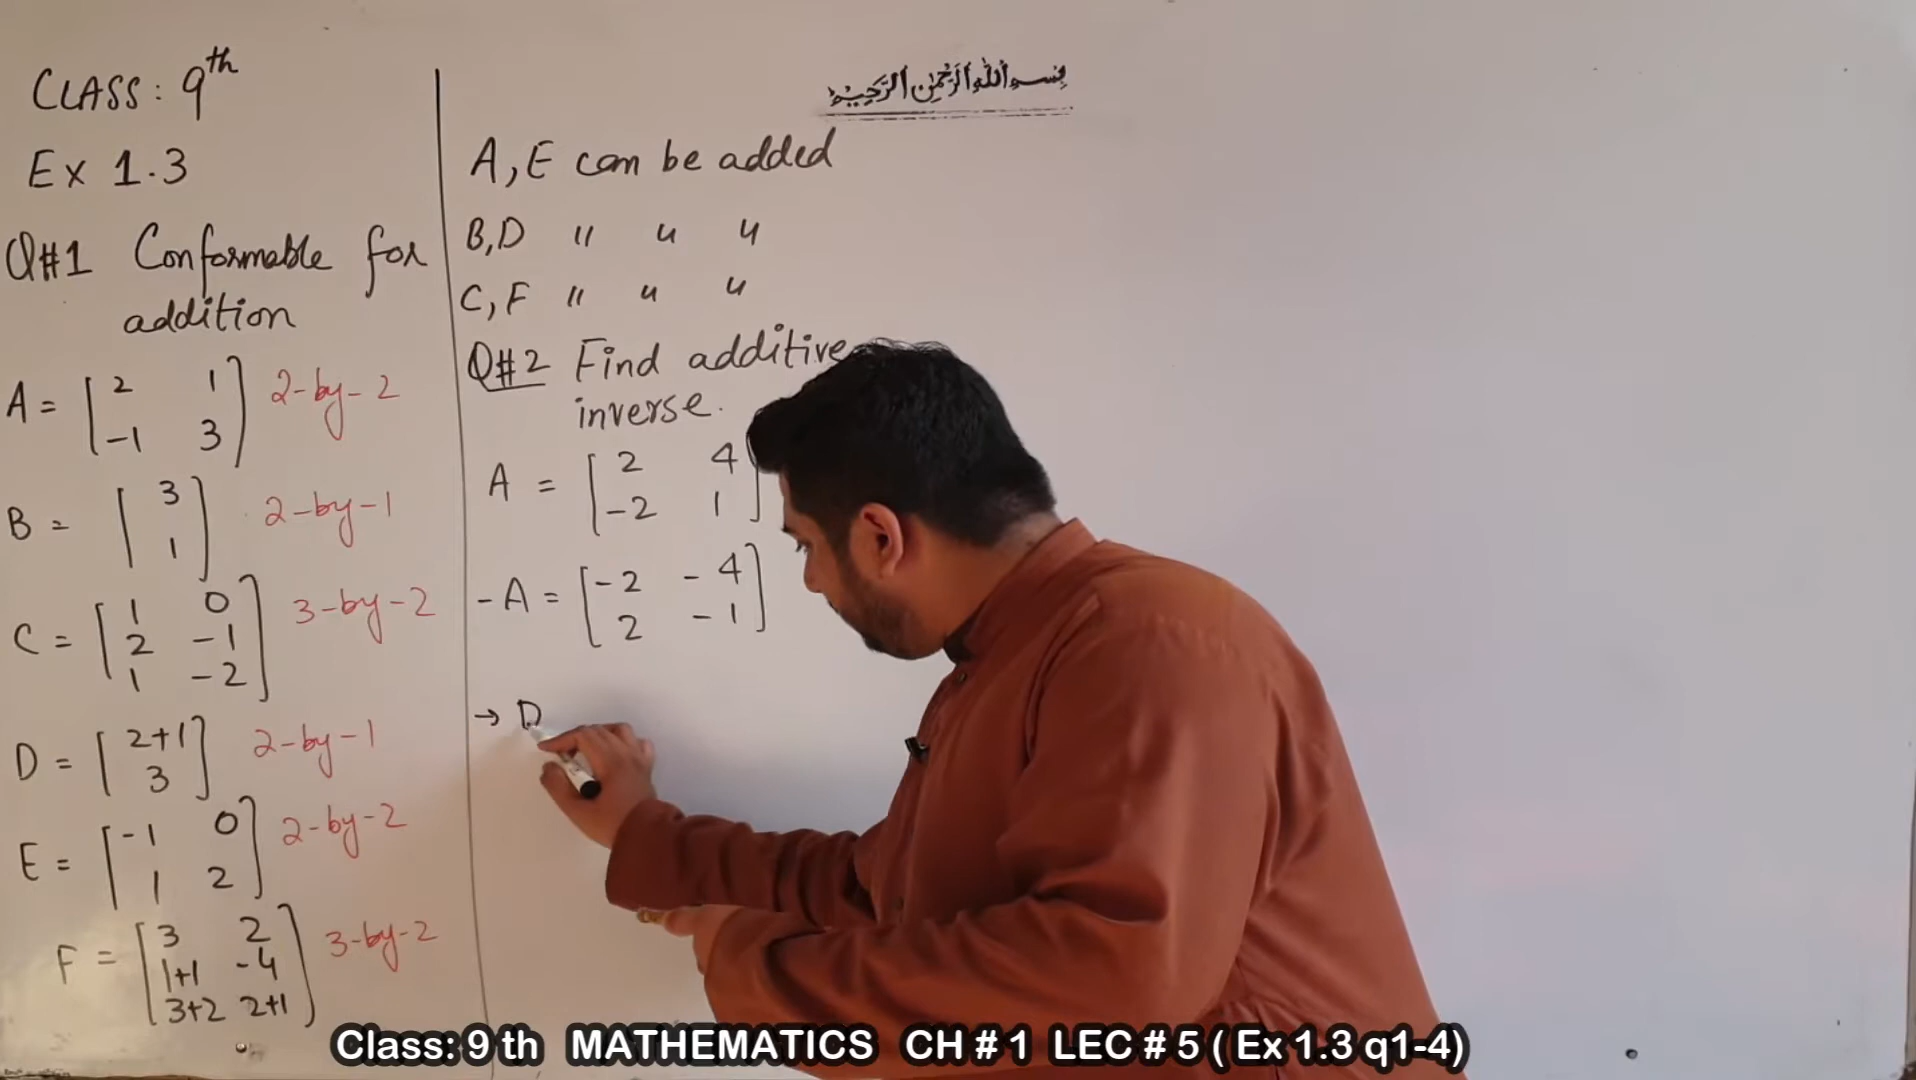 CLASS: 9th
Ex 1.3
Q#1 Conformable for
addition
A = [ 2 1 ] 2-by-2
-1 3
B = [ 3 ] 2-by-1
1
C = [ 1 0 ] 3-by-2
2 -1
1 -2
D = [ 2+1 ] 2-by-1
3
E = [ -1 0 ] 2-by-2
1 2
F = [ 3 2 ] 3-by-2
1+1 -4
3+2 2+1
بسم الله الرحمن الرحيم
A, E can be added
B, D " " "
C, F " " "
Q#2 Find additive
inverse.
A = [ 2 4 ]
-2 1
-A = [ -2 -4 ]
2 -1
→ D
Class: 9 th MATHEMATICS CH # 1 LEC # 5 ( Ex 1.3 q1-4)